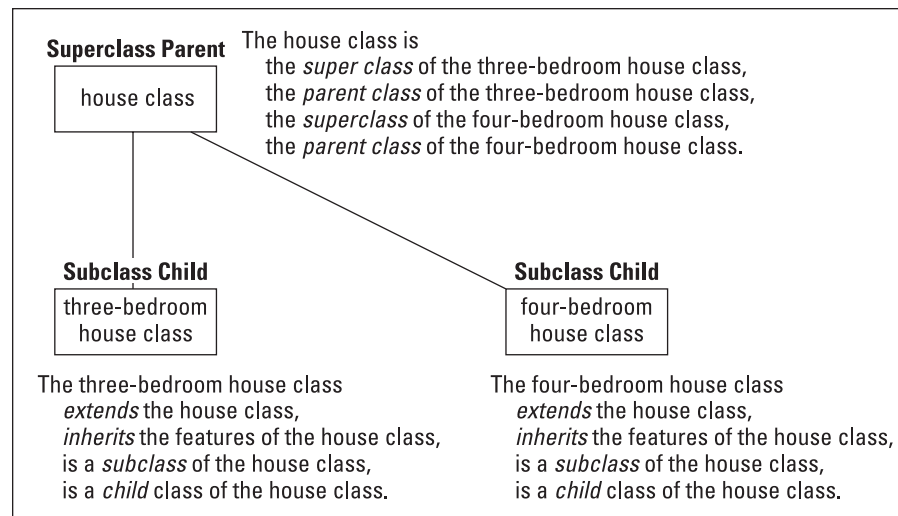 Superclass Parent
house class
The house class is
the super class of the three-bedroom house class,
the parent class of the three-bedroom house class,
the superclass of the four-bedroom house class,
the parent class of the four-bedroom house class.
Subclass Child
three-bedroom
house class
The three-bedroom house class
extends the house class,
inherits the features of the house class,
is a subclass of the house class,
is a child class of the house class.
Subclass Child
four-bedroom
house class
The four-bedroom house class
extends the house class,
inherits the features of the house class,
is a subclass of the house class,
is a child class of the house class.